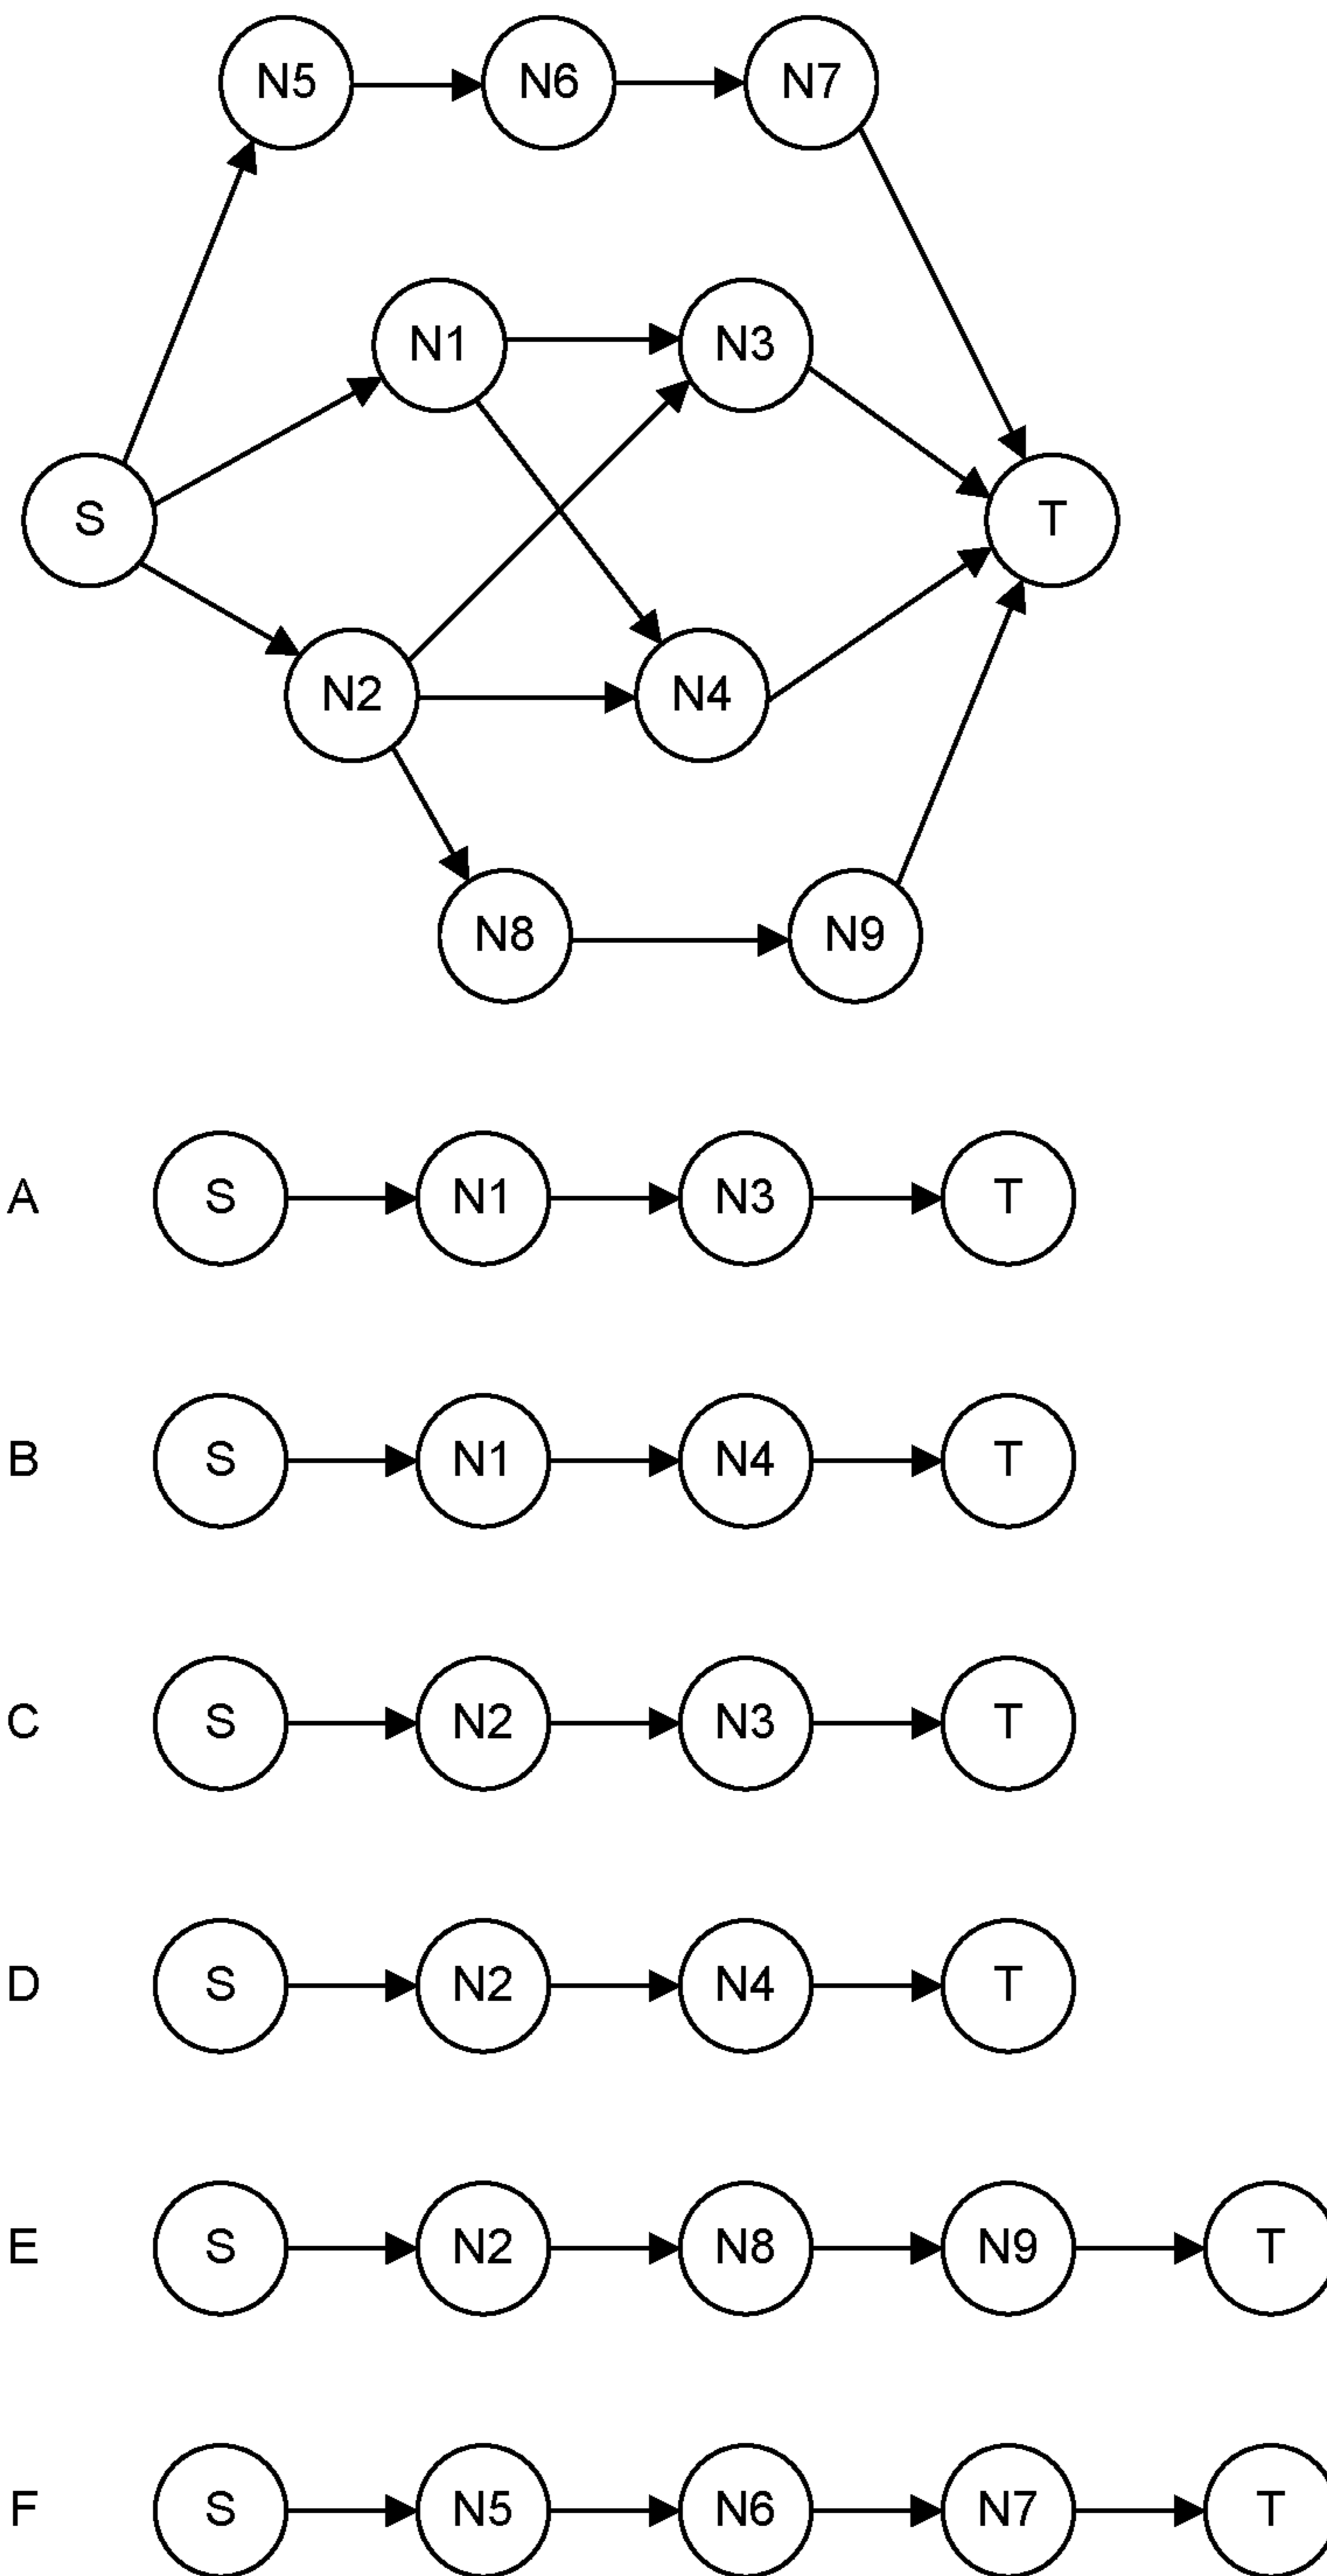 N5 N6 N7
N1 N3
S T
N2 N4
N8 N9
A S N1 N3 T
B S N1 N4 T
C S N2 N3 T
D S N2 N4 T
E S N2 N8 N9 T
F S N5 N6 N7 T